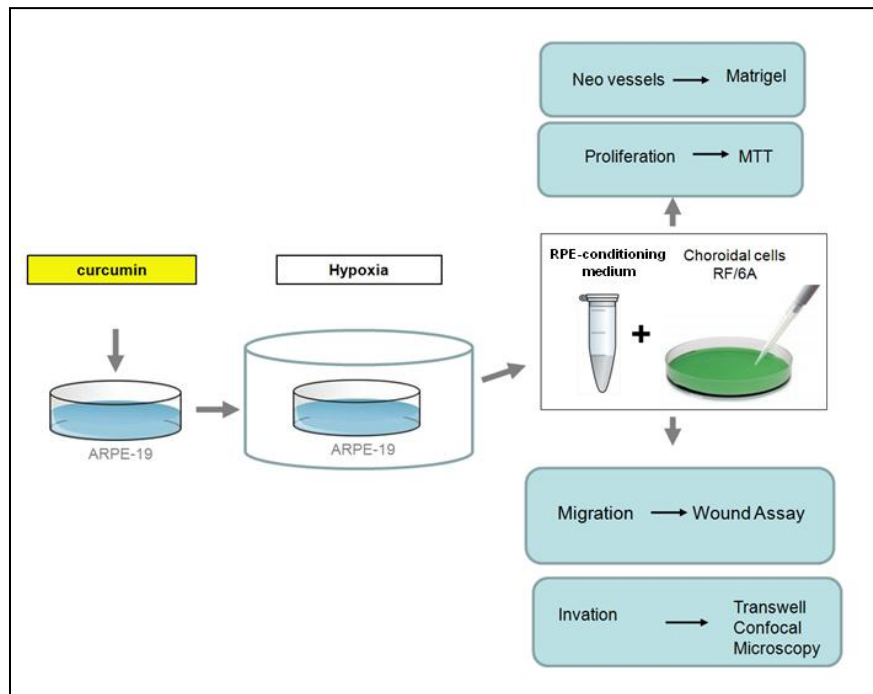 Neo vessels
Matrigel
Proliferation
MTT
curcumin
Hypoxia
RPE-conditioning
medium
Choroidal cells
RF/6A
+
ARPE-19
ARPE-19
Migration
Wound Assay
Invation
Transwell
Confocal
Microscopy